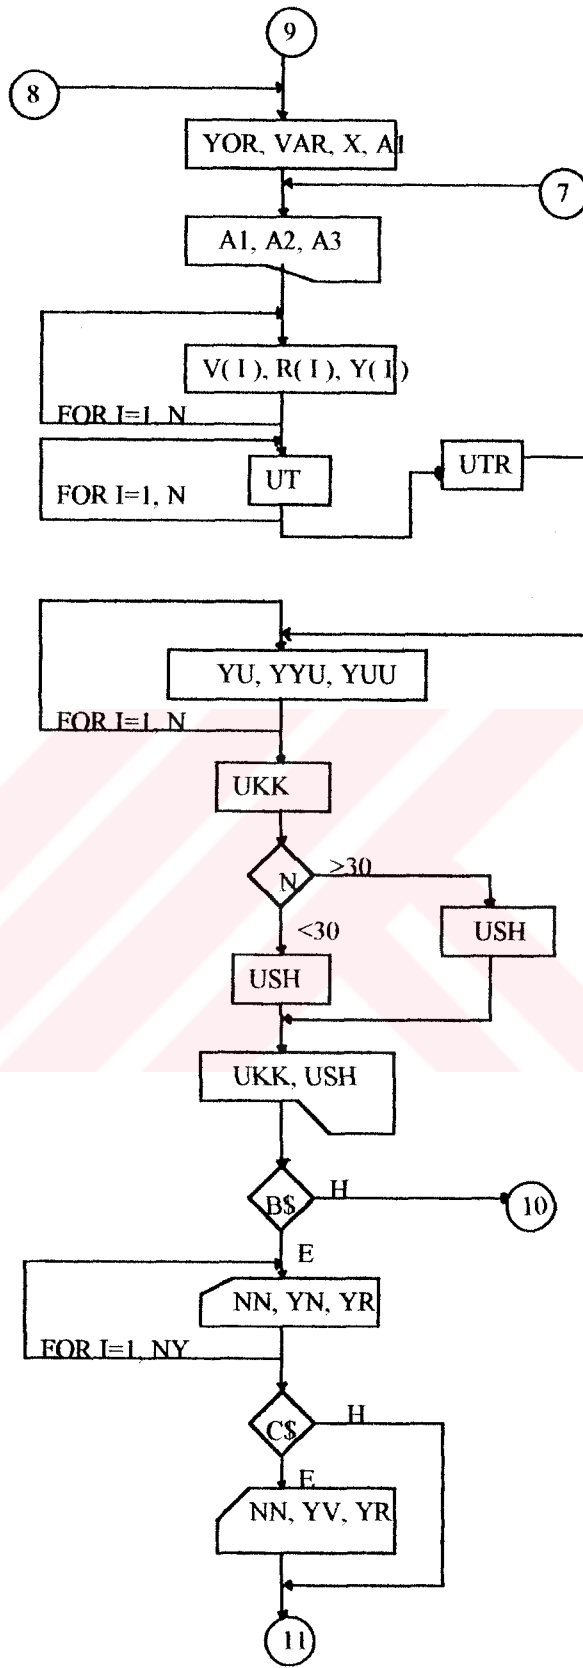 9
8
YOR, VAR, X, A1
7
A1, A2, A3
V( I ), R( I ), Y( I )
FOR I=1, N
UT
UTR
FOR I=1, N
YU, YYU, YUU
FOR I=1, N
UKK
N
>30
<30
USH
USH
UKK, USH
B$
H
10
E
NN, YN, YR
FOR I=1, NY
C$
H
E
NN, YV, YR
11